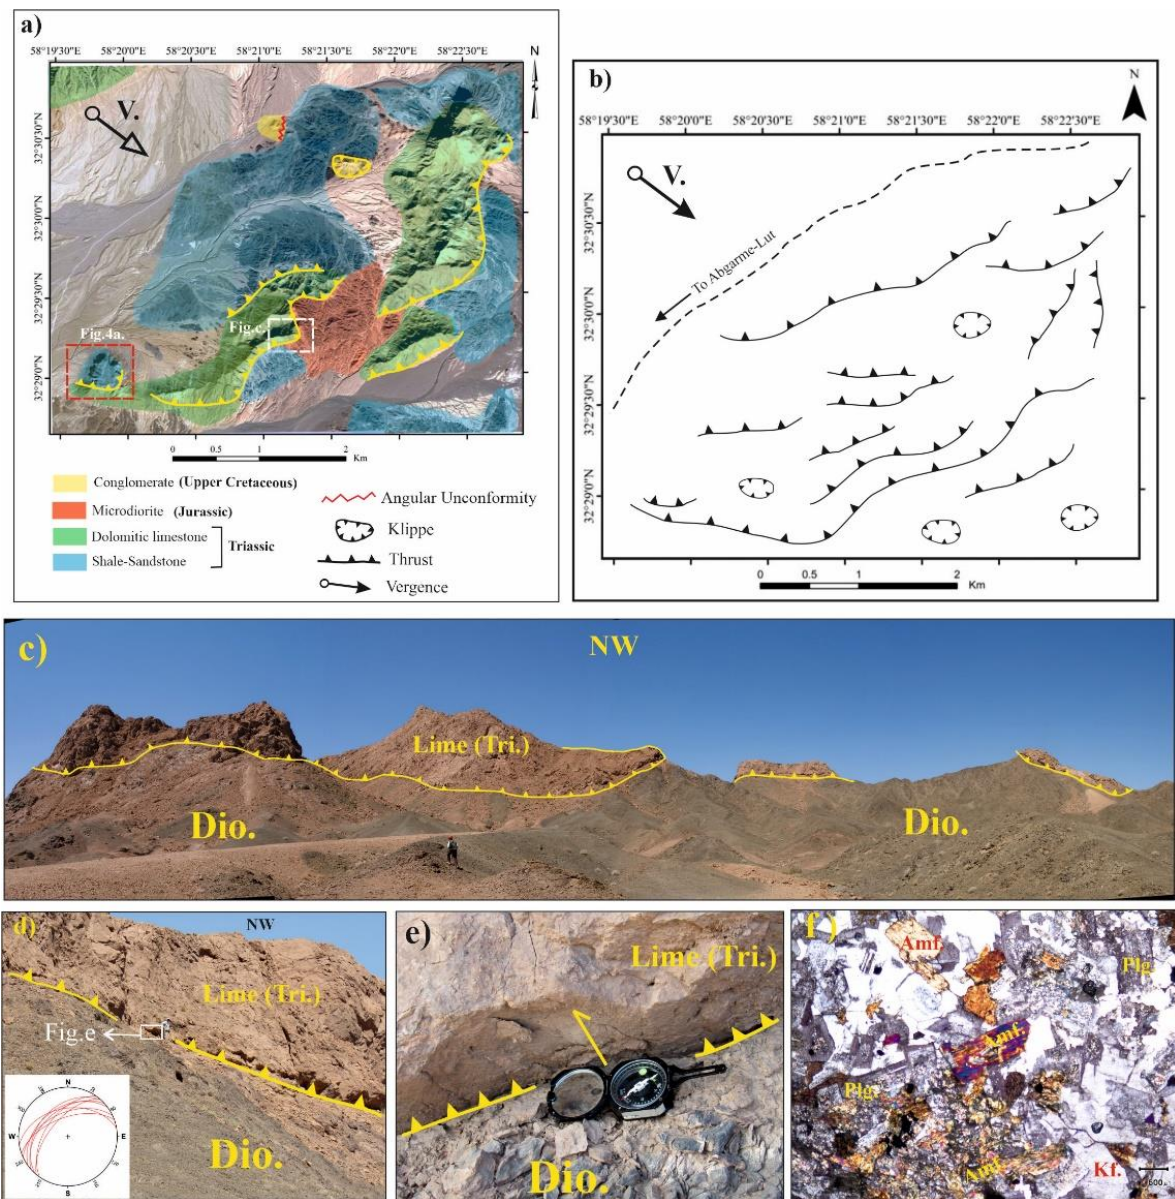 a)
58°19'30"E 58°20'0"E 58°20'30"E 58°21'0"E 58°21'30"E 58°22'0"E 58°22'30"E
N
V.
32°30'30"N
32°30'0"N
32°29'30"N
32°29'0"N
Fig.c.
Fig.4a.
0 0.5 1 2
Km
Conglomerate (Upper Cretaceous)
Microdiorite (Jurassic)
Dolomitic limestone
Triassic
Shale-Sandstone
Angular Unconformity
Klippe
Thrust
Vergence
b)
N
58°19'30"E 58°20'0"E 58°20'30"E 58°21'0"E 58°21'30"E 58°22'0"E 58°22'30"E
V.
32°30'30"N
32°30'0"N
32°29'30"N
32°29'0"N
To Abgarme-Lut
0 0.5 1 2
Km
c)
NW
Lime (Tri.)
Dio.
Dio.
d)
NW
Lime (Tri.)
Fig.e
N
W
E
S
Dio.
e)
Lime (Tri.)
Dio.
f)
Amf.
Plg.
Amf.
Plg.
Amf.
Kf.